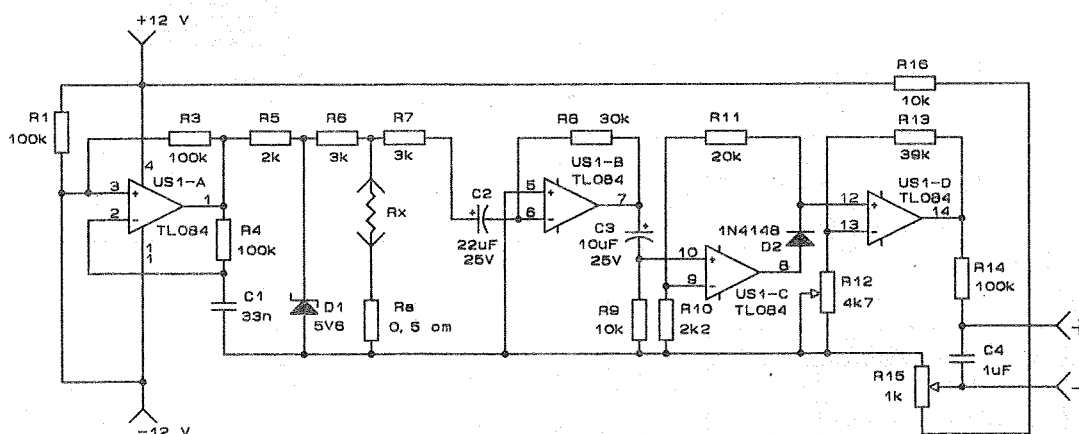 +12 V
R16
10k
R1
100k
R3
100k
R5
2k
R6
3k
R7
3k
R8 30k
R11
20k
R13
39k
US1-A
TL084
4
3
2
1
1
1
+
-
R4
100k
C1
33n
D1
5V6
Rx
Ra
0,5 om
C2
+
22uF
25V
US1-B
TL084
5
6
7
+
-
C3
+
10uF
25V
R9
10k
R10
2k2
10
9
8
+
-
US1-C
TL084
1N4148
D2
US1-D
TL084
12
13
14
+
-
R12
4k7
R14
100k
C4
1uF
R15
1k
+
-
-12 V